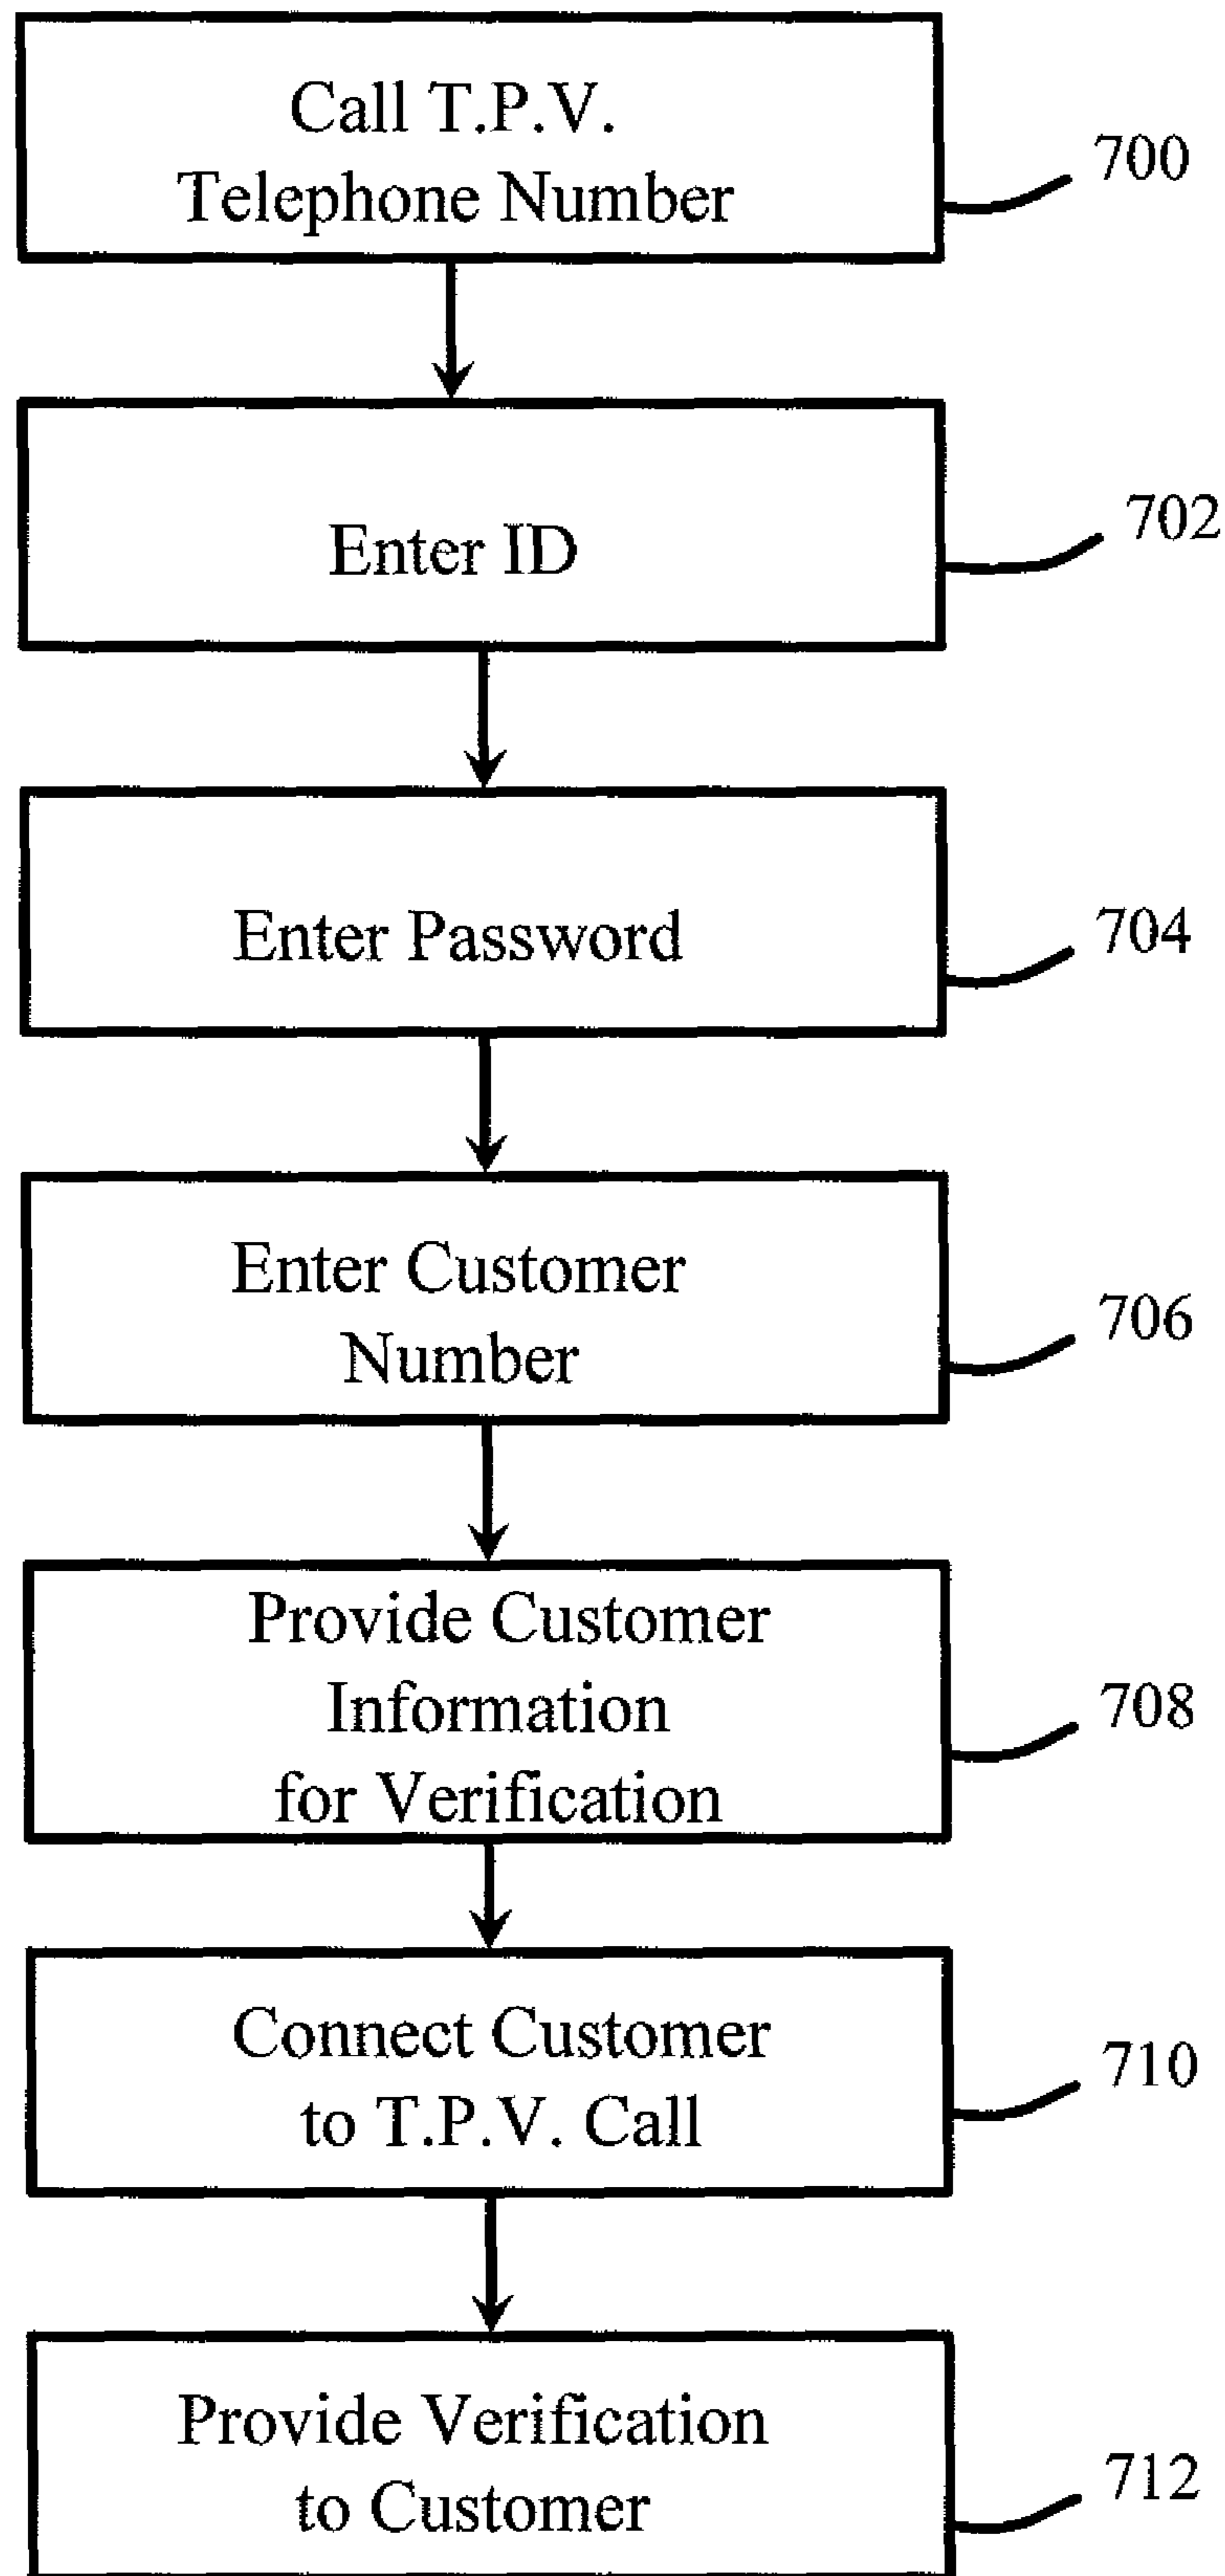 Call T.P.V.
Telephone Number
700
Enter ID
702
Enter Password
704
Enter Customer
Number
706
Provide Customer
Information
for Verification
708
Connect Customer
to T.P.V. Call
710
Provide Verification
to Customer
712